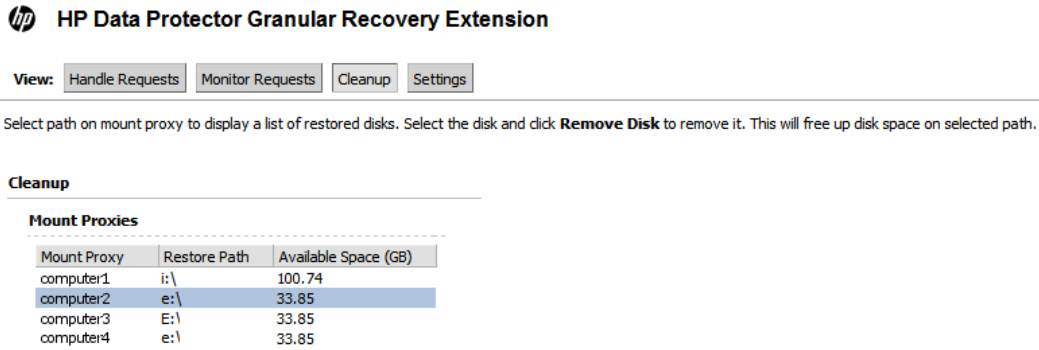 hp HP Data Protector Granular Recovery Extension
View: Handle Requests Monitor Requests Cleanup Settings
Select path on mount proxy to display a list of restored disks. Select the disk and click Remove Disk to remove it. This will free up disk space on selected path.
Cleanup
Mount Proxies
Mount Proxy Restore Path Available Space (GB)
computer1 i:\ 100.74
computer2 e:\ 33.85
computer3 E:\ 33.85
computer4 e:\ 33.85